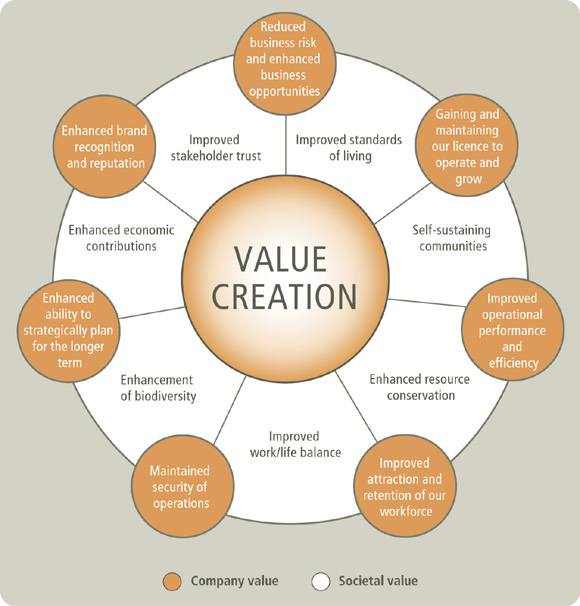 Reduced
business risk
and enhanced
business
opportunities
Gaining and
maintaining
our licence to
operate and
grow
Enhanced brand
recognition
and reputation
Improved
stakeholder trust
Improved standards
of living
Enhanced economic
contributions
Self-sustaining
communities
VALUE
CREATION
Enhanced
ability to
strategically plan
for the longer
term
Improved
operational
performance
and
efficiency
Enhancement
of biodiversity
Enhanced resource
conservation
Improved
work/life balance
Maintained
security of
operations
Improved
attraction and
retention of our
workforce
Company value
Societal value